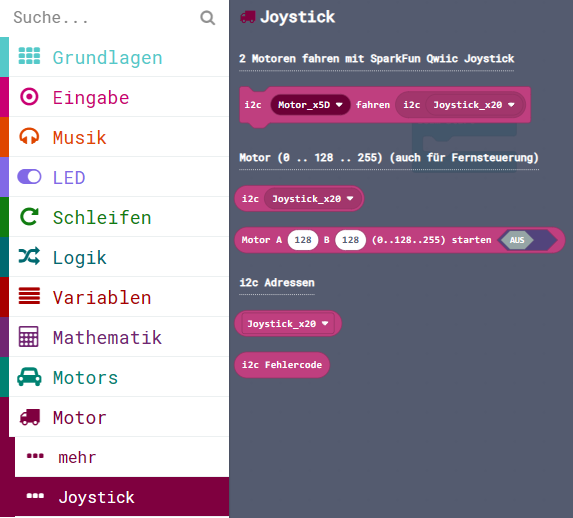 Suche...
Grundlagen
Eingabe
Musik
LED
Schleifen
Logik
Variablen
Mathematik
Motors
Motor
mehr
Joystick
Joystick
2 Motoren fahren mit SparkFun Qwiic Joystick
i2c Motor_x5D fahren i2c Joystick_x20
Motor (0 .. 128 .. 255) (auch für Fernsteuerung)
i2c Joystick_x20
Motor A 128 B 128 (0..128..255) starten AUS
i2c Adressen
Joystick_x20
i2c Fehlercode